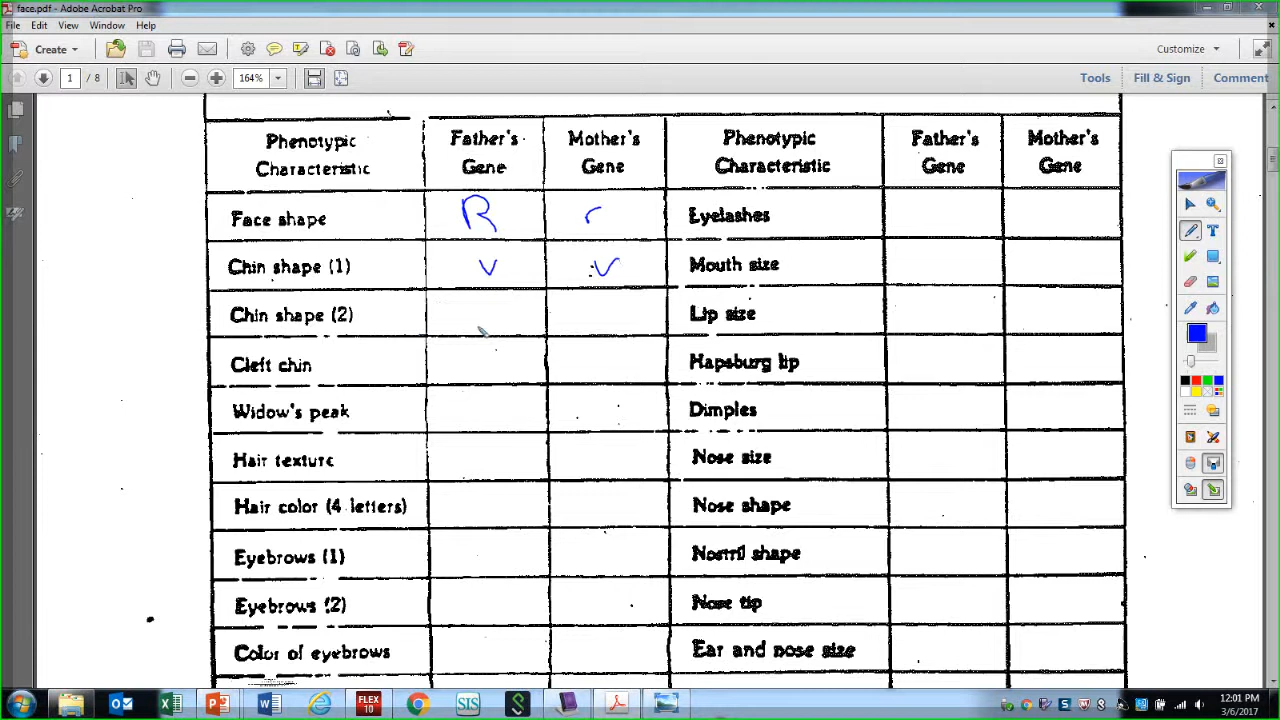 face.pdf - Adobe Acrobat Pro
File Edit View Window Help
Create Customize
1 / 8 164% Tools Fill & Sign Comment
Phenotypic Characteristic Father's Gene Mother's Gene Phenotypic Characteristic Father's Gene Mother's Gene
Face shape R r Eyelashes
Chin shape (1) v v Mouth size
Chin shape (2) Lip size
Cleft chin Hapsburg lip
Widow's peak Dimples
Hair texture Nose size
Hair color (4 letters) Nose shape
Eyebrows (1) Nostril shape
Eyebrows (2) Nose tip
Color of eyebrows Ear and nose size
FLEX 10 SIS
12:01 PM
3/6/2017